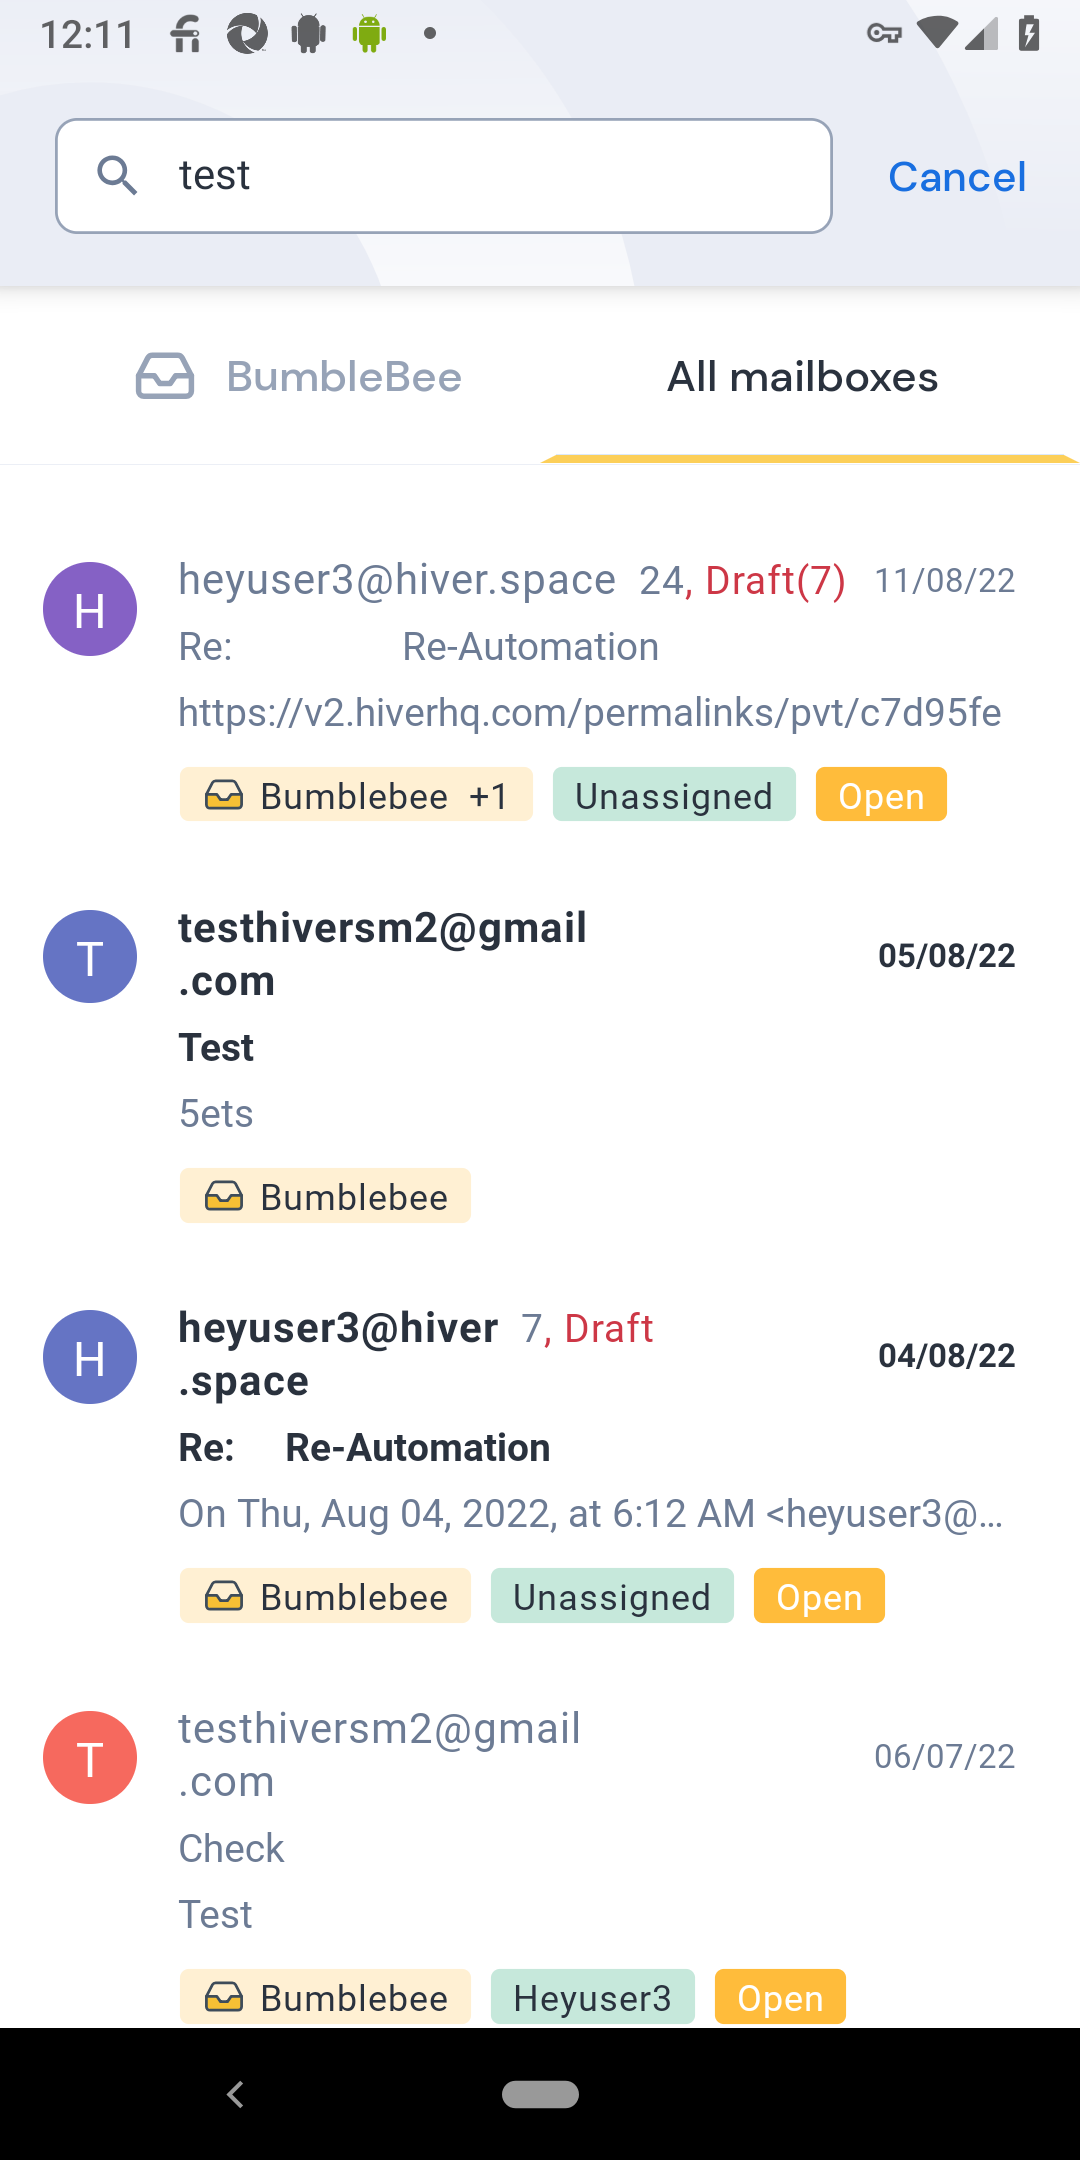 12:11
test
Cancel
BumbleBee
All mailboxes
H
heyuser3@hiver.space 24, Draft(7) 11/08/22
Re: Re-Automation
https://v2.hiverhq.com/permalinks/pvt/c7d95fe
Bumblebee +1 Unassigned Open
T
testhiversm2@gmail
.com
05/08/22
Test
5ets
Bumblebee
H
heyuser3@hiver 7, Draft
.space
04/08/22
Re: Re-Automation
On Thu, Aug 04, 2022, at 6:12 AM <heyuser3@...
Bumblebee Unassigned Open
T
testhiversm2@gmail
.com
06/07/22
Check
Test
Bumblebee Heyuser3 Open